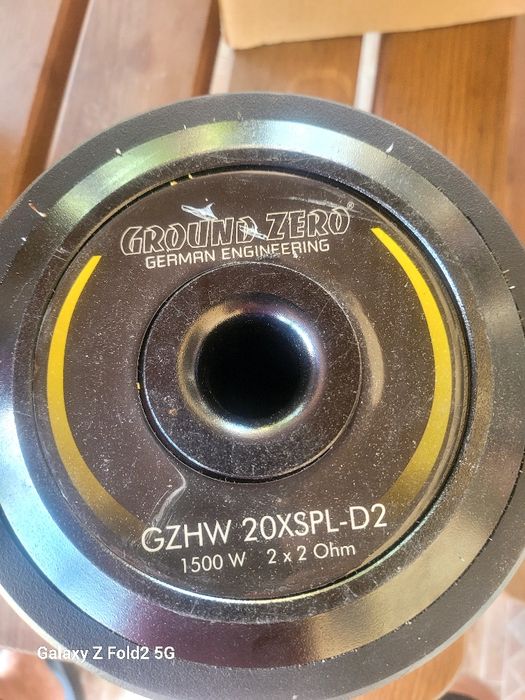 GROUND ZERO®
GERMAN ENGINEERING
GZHW 20XSPL-D2
1500 W 2 x 2 Ohm
Galaxy Z Fold2 5G